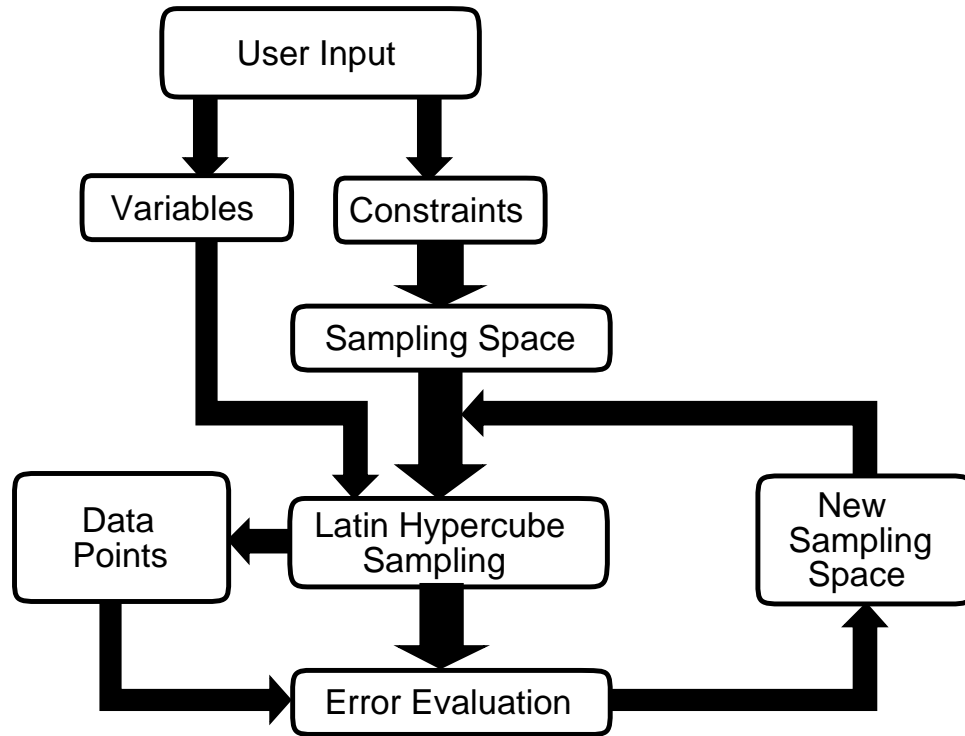 User Input
Variables
Constraints
Sampling Space
Data
Points
Latin Hypercube
Sampling
New
Sampling
Space
Error Evaluation